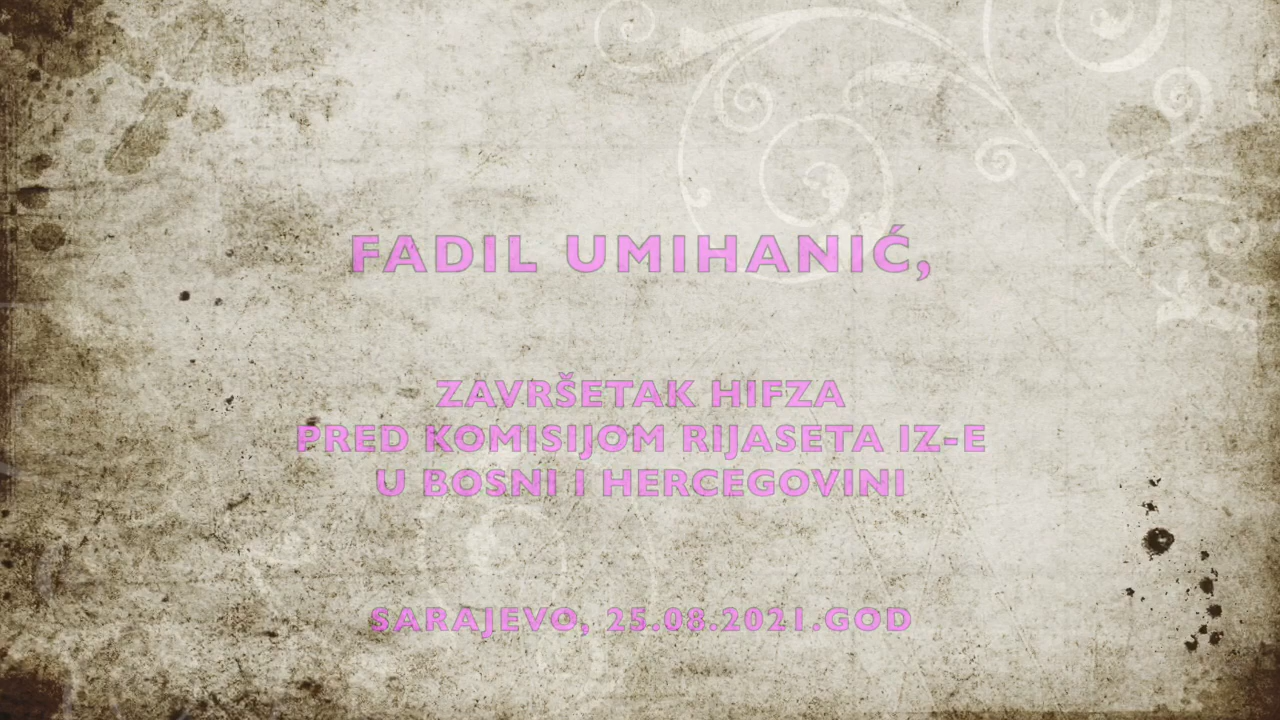 FADIL UMIHANIĆ,
ZAVRŠETAK HIFZA
PRED KOMISIJOM RIJASETA IZ-E
U BOSNI I HERCEGOVINI
SARAJEVO, 25.08.2021.GOD